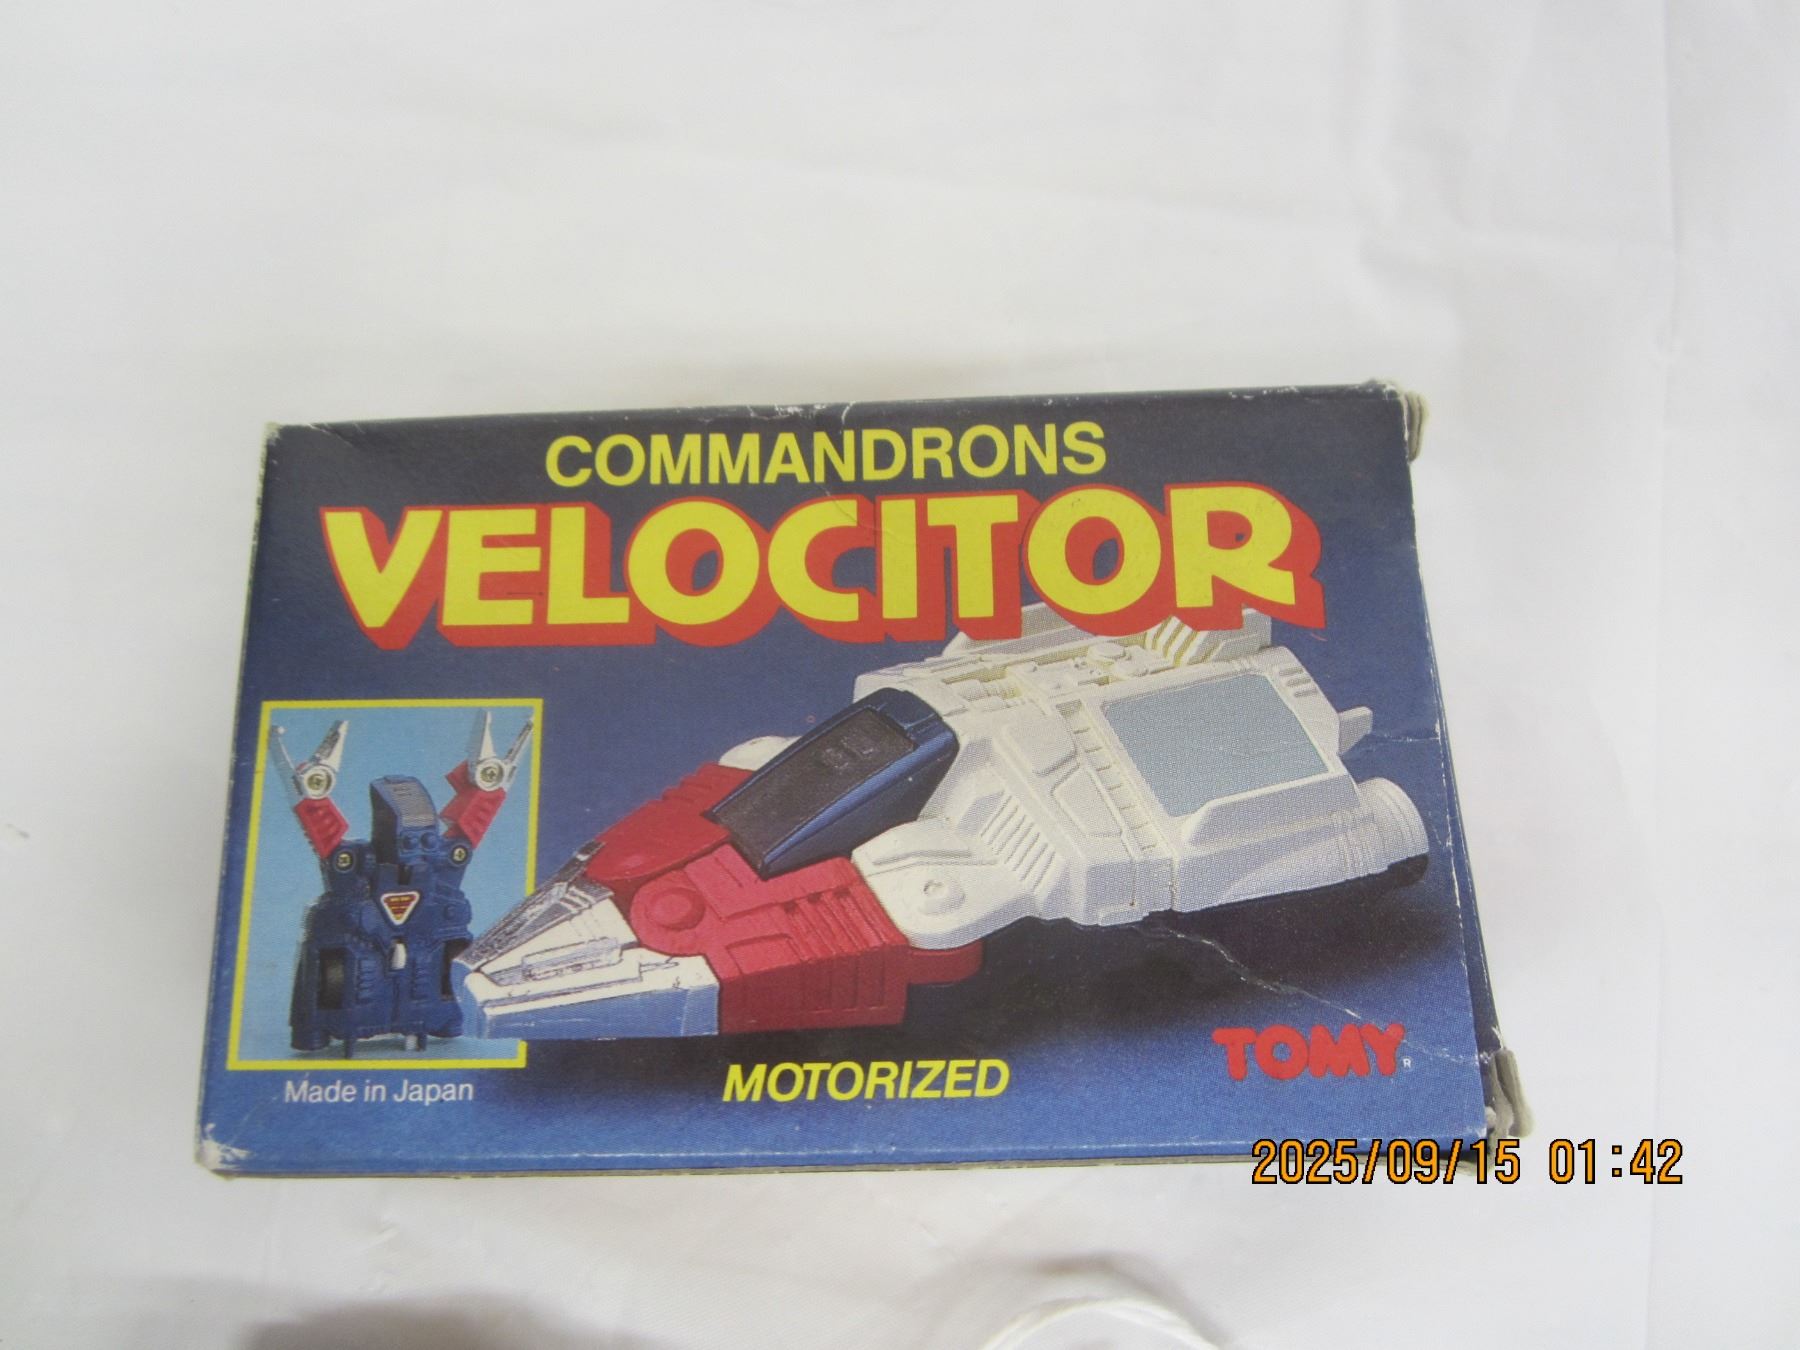 COMMANDRONS
VELOCITOR
Made in Japan
MOTORIZED
TOMY
R
2025/09/15 01:42